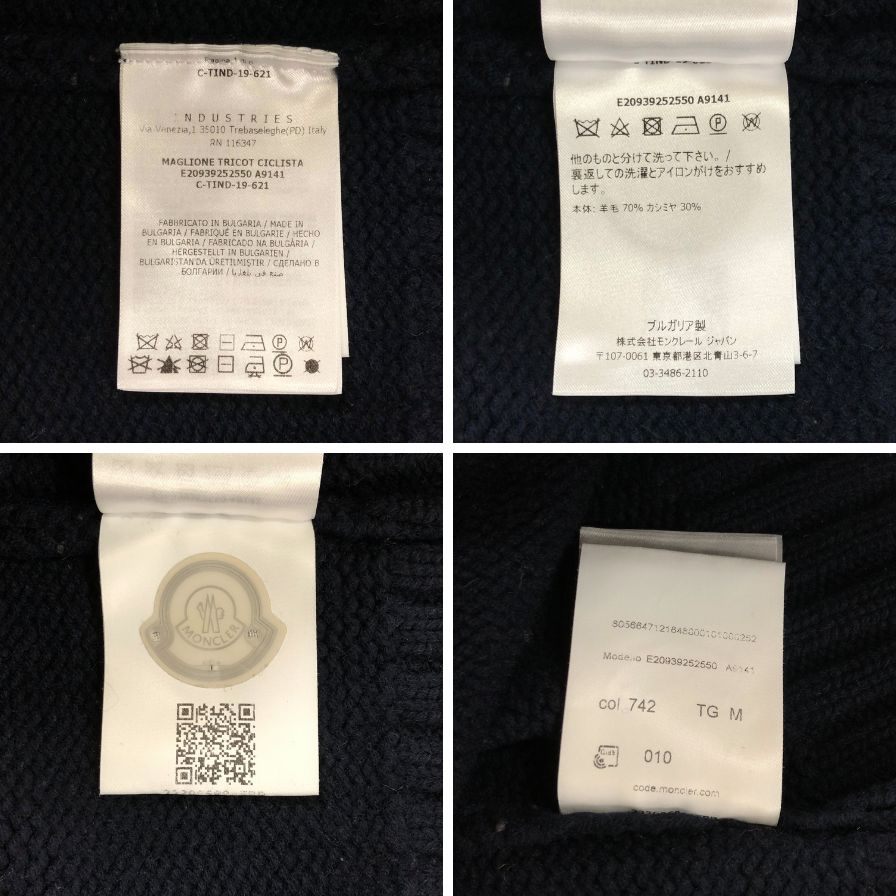 C-TIND-19-621
INDUSTRIES
Via Venezia,1 35010 Trebaseleghe(PD) Italy
RN 116347
MAGLIONE TRICOT CICLISTA
E20939252550 A9141
C-TIND-19-621
FABBRICATO IN BULGARIA / MADE IN
BULGARIA / FABRIQUÉ EN BULGARIE / HECHO
EN BULGARIA / FABRICADO NA BULGÁRIA /
HERGESTELLT IN BULGARIEN /
BULGARISTAN'DA ÜRETILMIŞTIR / СДЕЛАНО В
БОЛГАРИИ / صنع في بلغاريا
C-TIND-19-621
E20939252550 A9141
他のものと分けて洗って下さい。/
裏返しての洗濯とアイロンがけをおすすめ
します。
本体: 羊毛 70% カシミヤ 30%
ブルガリア製
株式会社モンクレール ジャパン
〒107-0061 東京都港区北青山3-6-7
03-3486-2110
MONCLER
Modello E20939252550 A9141
col 742 TG M
010
code.moncler.com